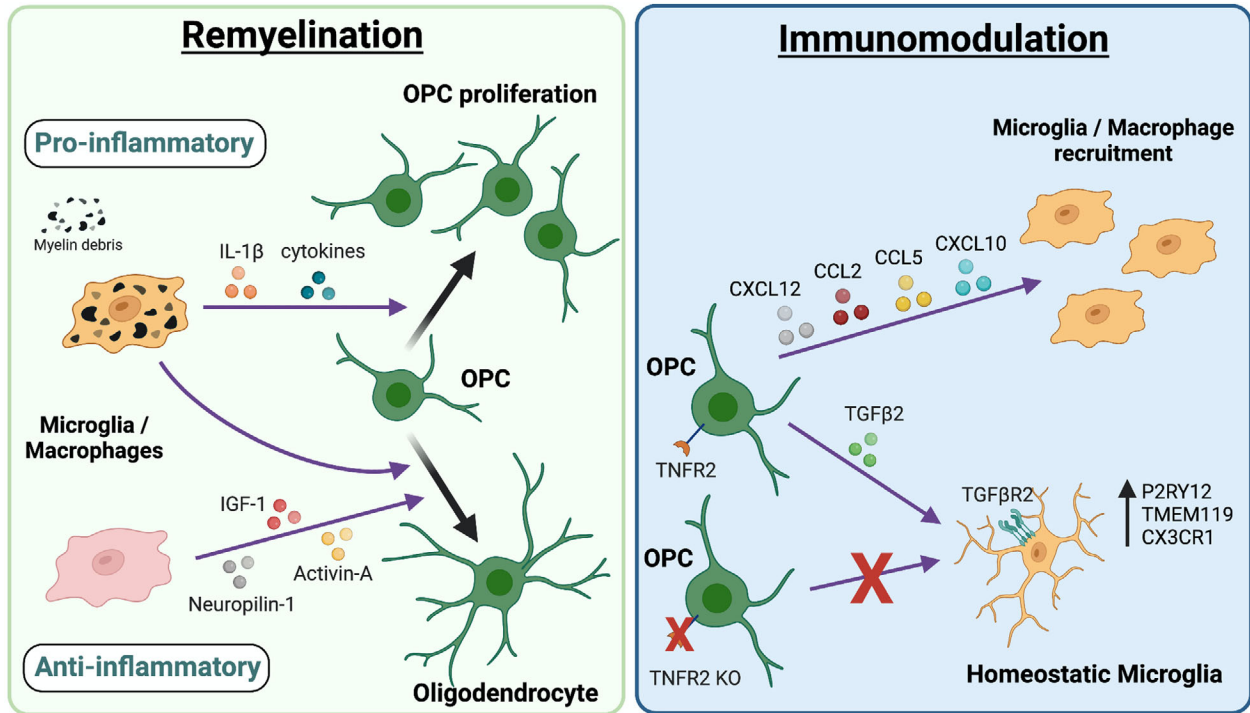 Remyelination
OPC proliferation
Pro-inflammatory
Myelin debris
IL-1β
cytokines
OPC
Microglia /
Macrophages
IGF-1
Activin-A
Neuropilin-1
Anti-inflammatory
Oligodendrocyte
Immunomodulation
Microglia / Macrophage
recruitment
CXCL12
CCL2
CCL5
CXCL10
OPC
TNFR2
TGFβ2
TGFβR2
P2RY12
TMEM119
CX3CR1
OPC
X
X
TNFR2 KO
Homeostatic Microglia